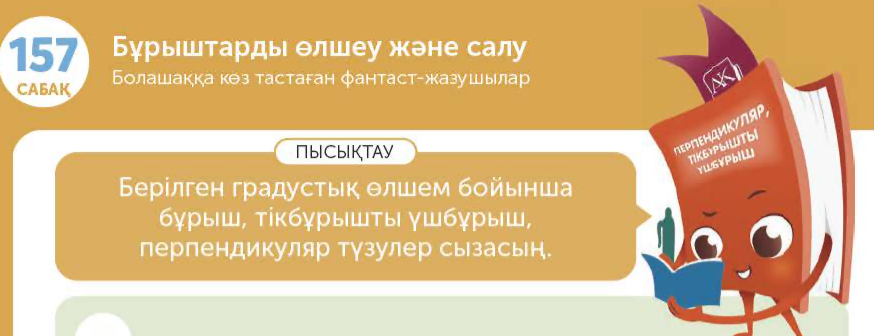 157
САБАҚ
Бұрыштарды өлшеу және салу
Болашаққа көз тастаған фантаст-жазушылар
ПЫСЫҚТАУ
Берілген градустық өлшем бойынша
бұрыш, тікбұрышты үшбұрыш,
перпендикуляр түзулер сызасың.
ПЕРПЕНДИКУЛЯР,
ТІКБҰРЫШТЫ
ҮШБҰРЫШ
АК